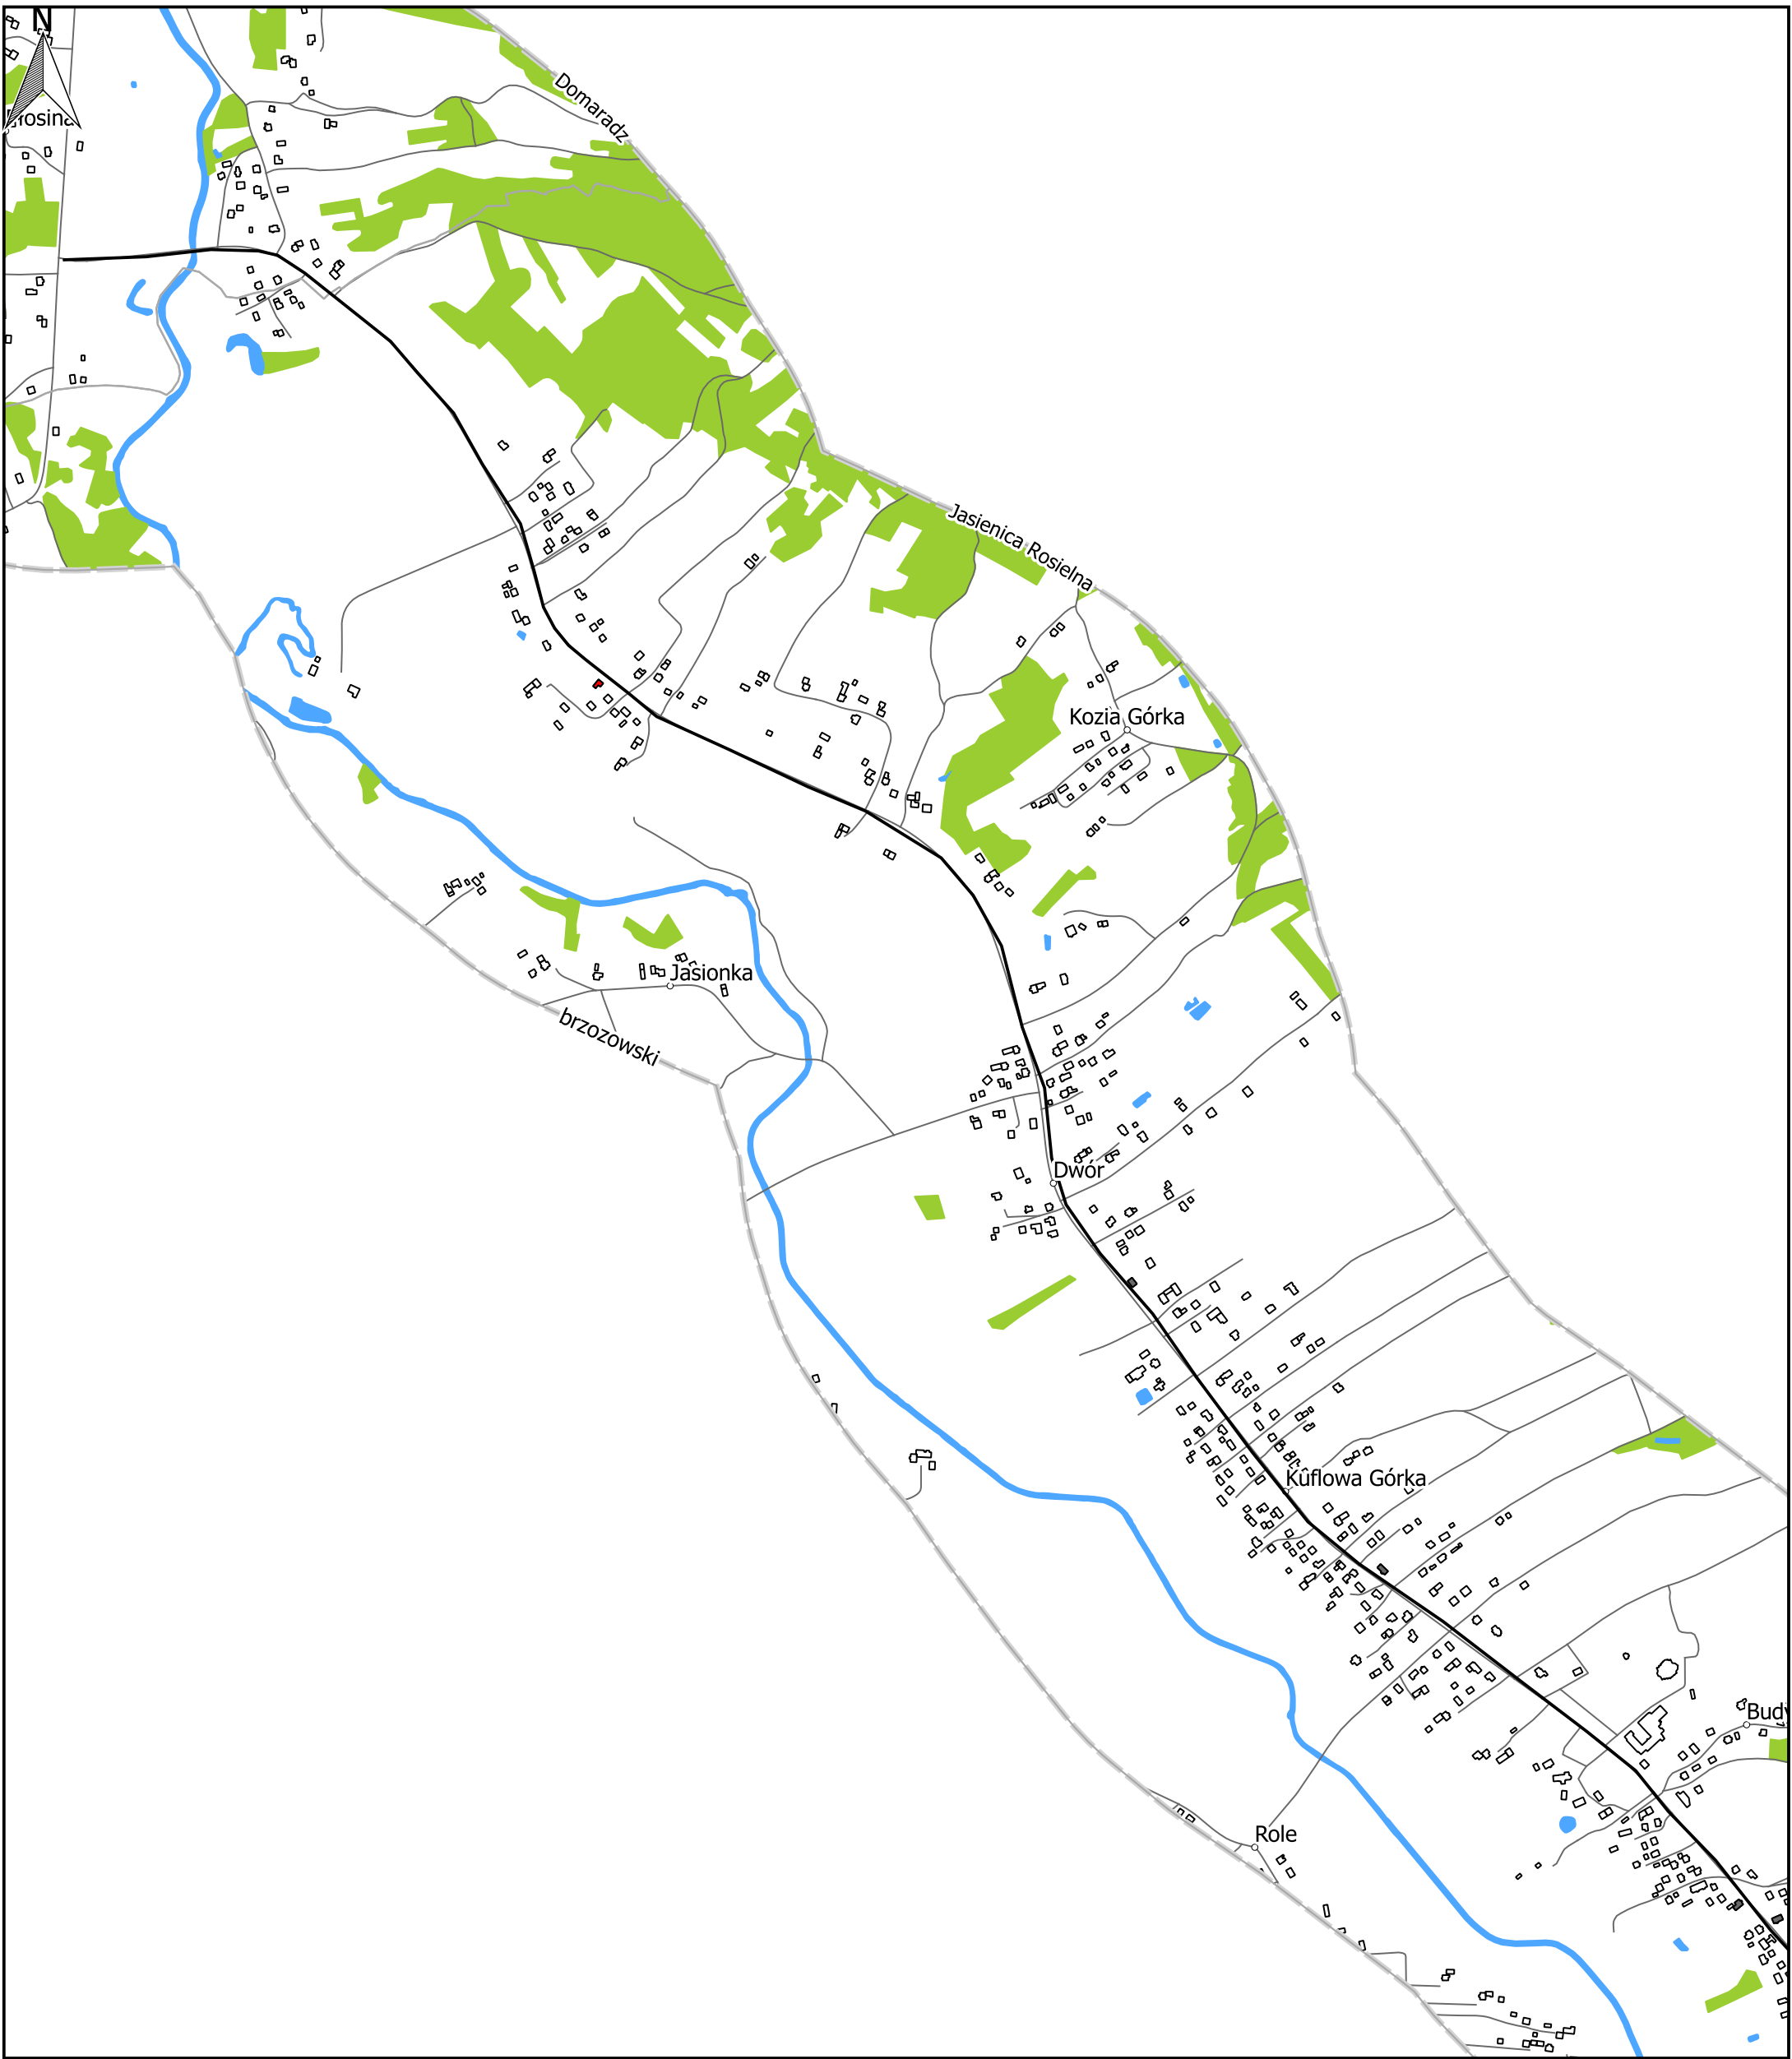 N
Domaradz
Jasienica Rosielna
Kozia Górka
Jasionka
brzozowski
Dwór
Kuflowa Górka
Role